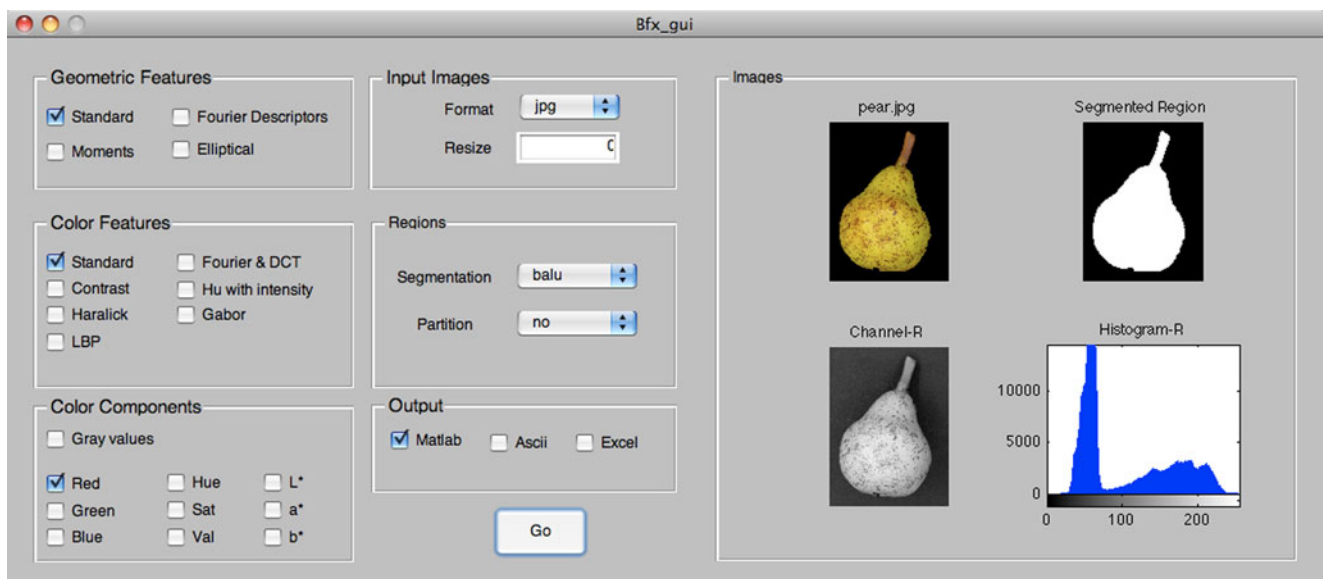 Bfx_gui
Geometric Features
Standard
Fourier Descriptors
Moments
Elliptical
Color Features
Standard
Fourier & DCT
Contrast
Hu with intensity
Haralick
Gabor
LBP
Color Components
Gray values
Red
Hue
L*
Green
Sat
a*
Blue
Val
b*
Input Images
Format
jpg
Resize
0
Regions
Segmentation
balu
Partition
no
Output
Matlab
Ascii
Excel
Go
Images
pear.jpg
Segmented Region
Channel-R
Histogram-R
10000
5000
0
0
100
200